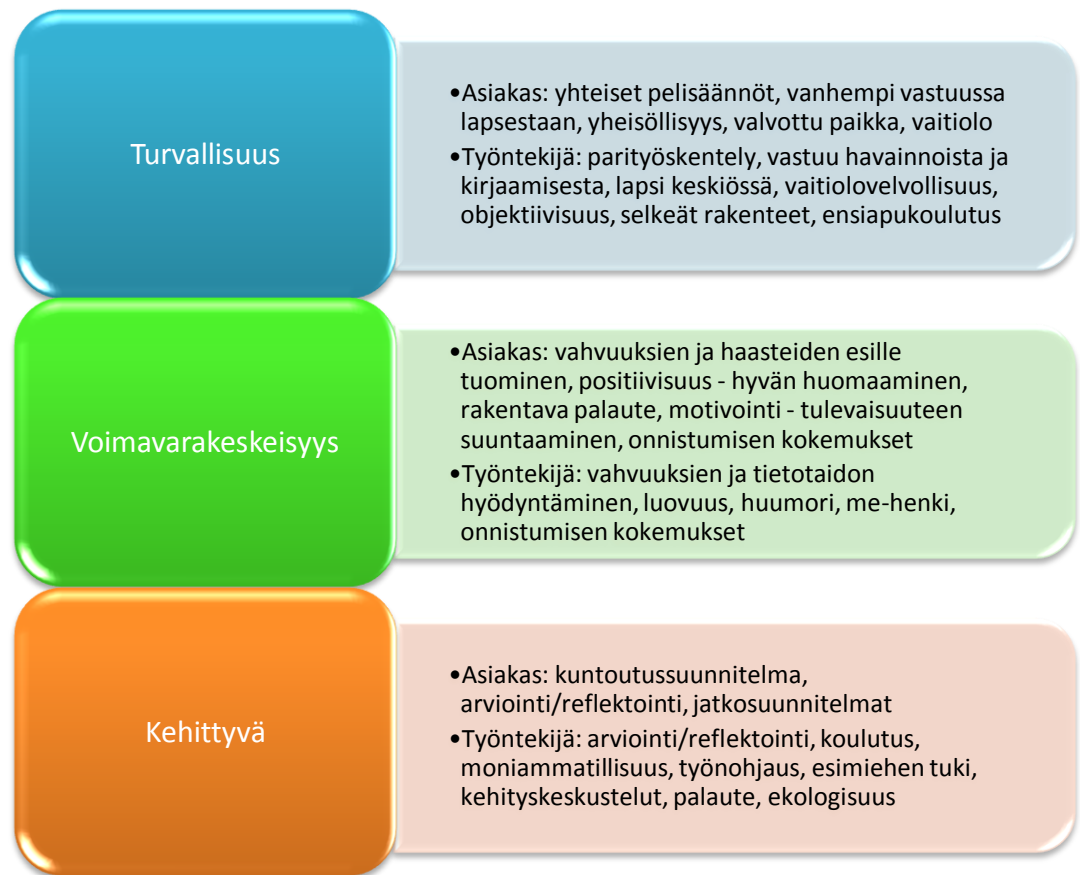 Turvallisuus
•Asiakas: yhteiset pelisäännöt, vanhempi vastuussa
lapsestaan, yheisöllisyys, valvottu paikka, vaitiolo
•Työntekijä: parityöskentely, vastuu havainnoista ja
kirjaamisesta, lapsi keskiössä, vaitiolovelvollisuus,
objektiivisuus, selkeät rakenteet, ensiapukoulutus
Voimavarakeskeisyys
•Asiakas: vahvuuksien ja haasteiden esille
tuominen, positiivisuus - hyvän huomaaminen,
rakentava palaute, motivointi - tulevaisuuteen
suuntaaminen, onnistumisen kokemukset
•Työntekijä: vahvuuksien ja tietotaidon
hyödyntäminen, luovuus, huumori, me-henki,
onnistumisen kokemukset
Kehittyvä
•Asiakas: kuntoutussuunnitelma,
arviointi/reflektointi, jatkosuunnitelmat
•Työntekijä: arviointi/reflektointi, koulutus,
moniammatillisuus, työnohjaus, esimiehen tuki,
kehityskeskustelut, palaute, ekologisuus